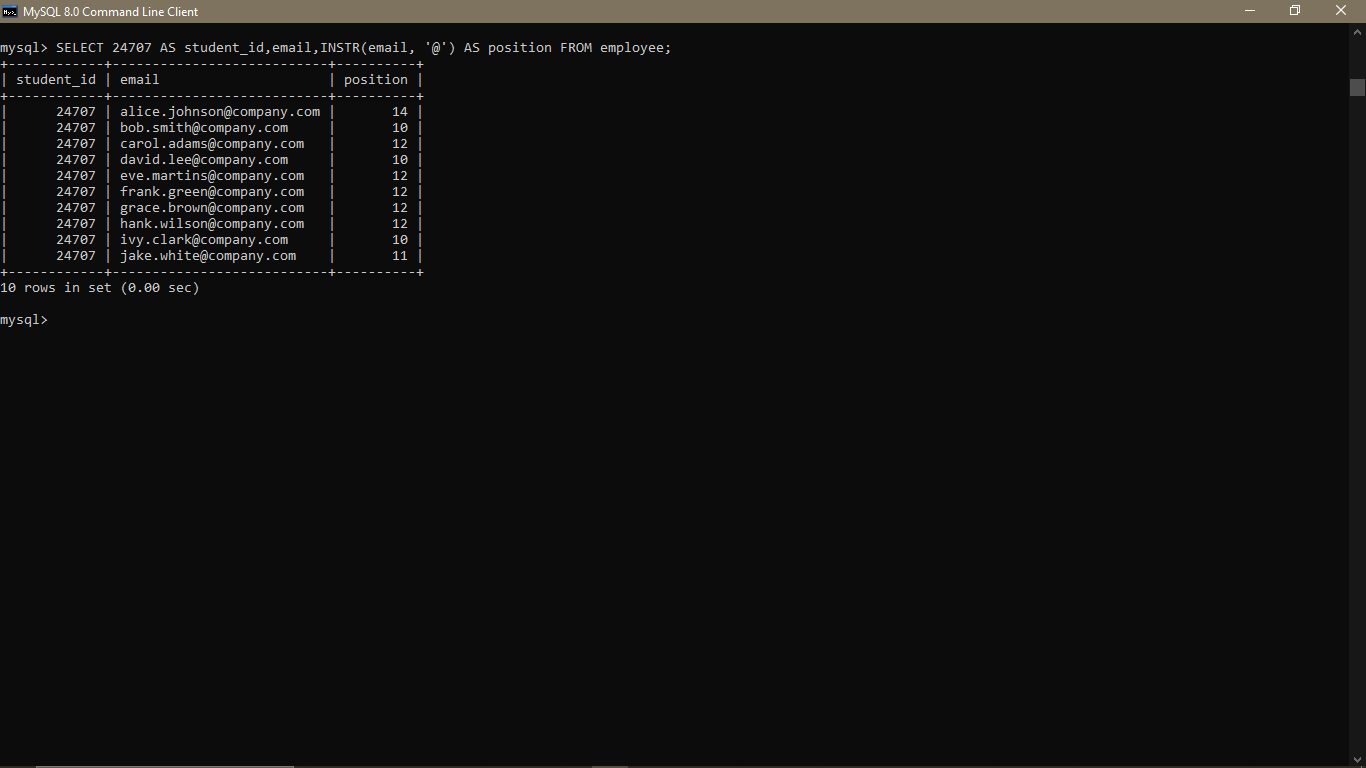 MySQL 8.0 Command Line Client
mysql> SELECT 24707 AS student_id,email,INSTR(email, '@') AS position FROM employee;
+------------+---------------------------+----------+
| student_id | email                     | position |
+------------+---------------------------+----------+
|      24707 | alice.johnson@company.com |       14 |
|      24707 | bob.smith@company.com     |       10 |
|      24707 | carol.adams@company.com   |       12 |
|      24707 | david.lee@company.com     |       10 |
|      24707 | eve.martins@company.com   |       12 |
|      24707 | frank.green@company.com   |       12 |
|      24707 | grace.brown@company.com   |       12 |
|      24707 | hank.wilson@company.com   |       12 |
|      24707 | ivy.clark@company.com     |       10 |
|      24707 | jake.white@company.com    |       11 |
+------------+---------------------------+----------+
10 rows in set (0.00 sec)
mysql>